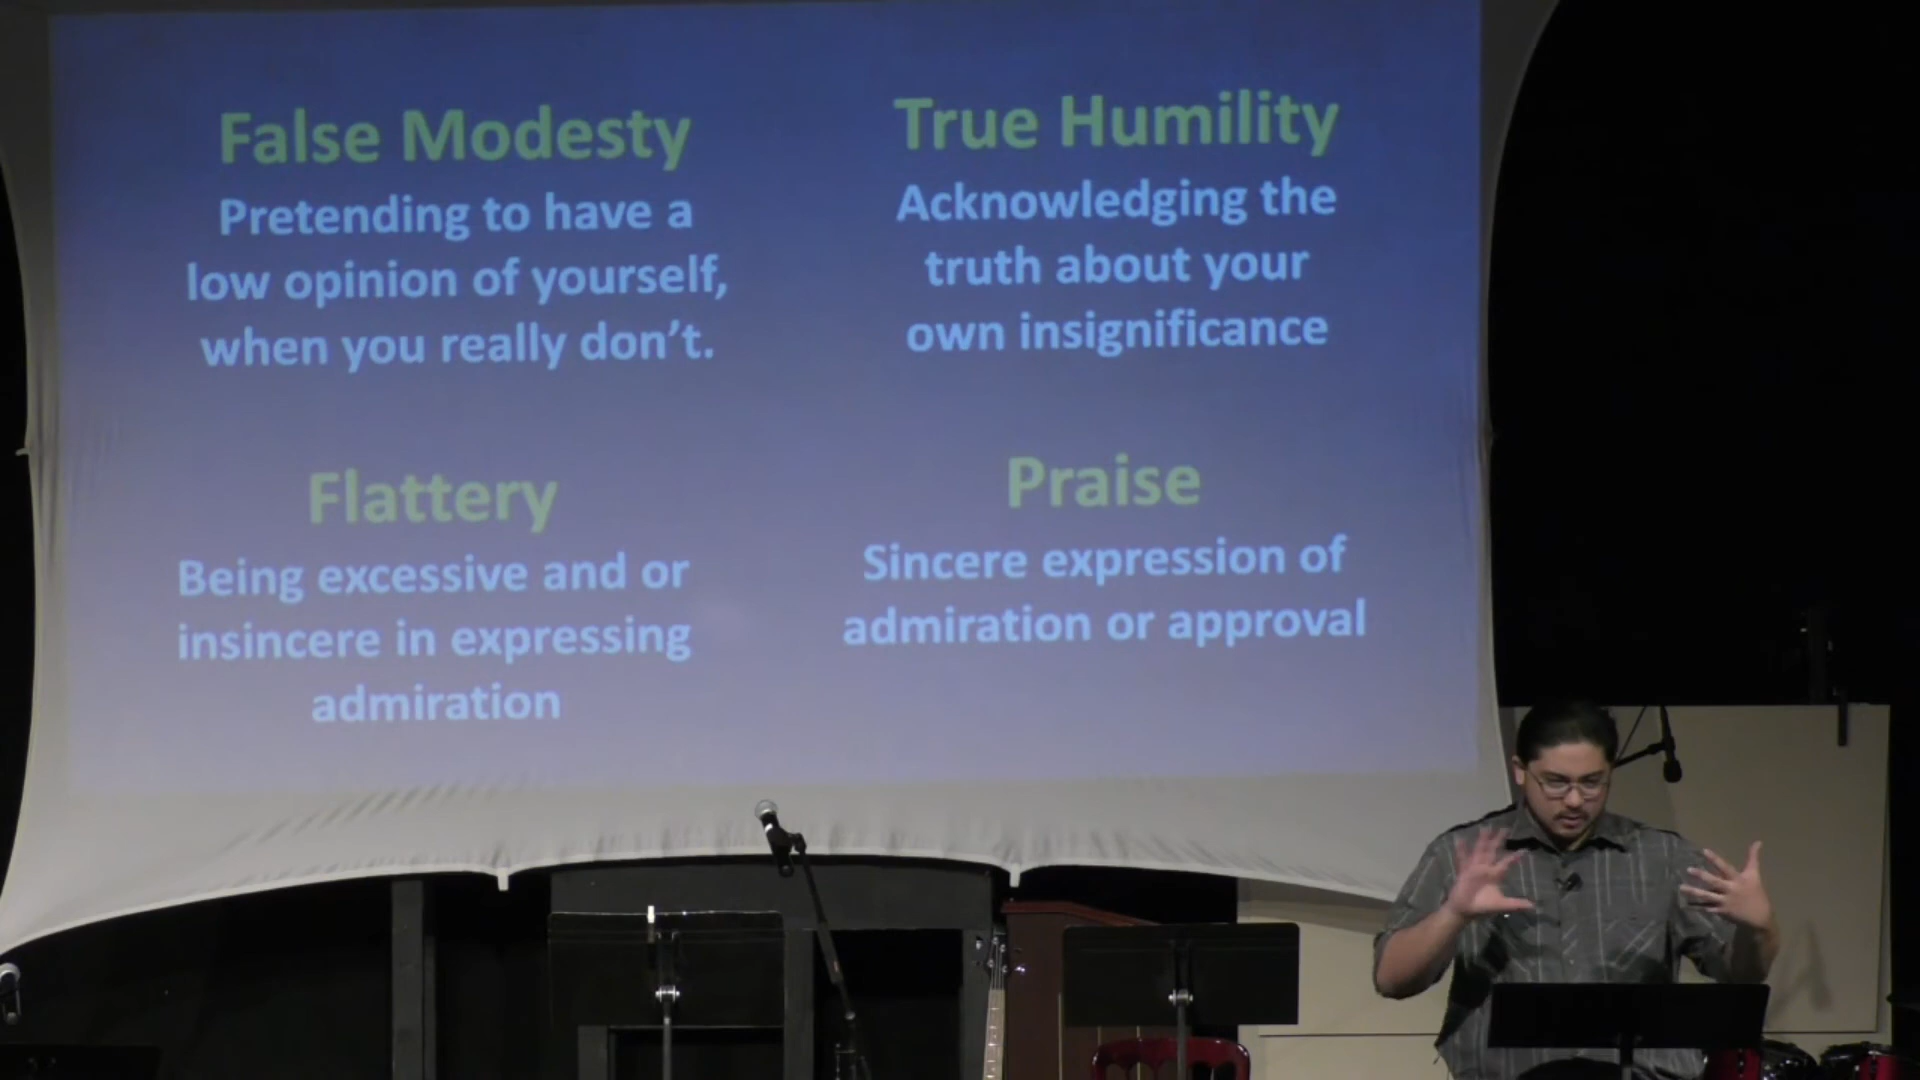 False Modesty
Pretending to have a
low opinion of yourself,
when you really don't.
True Humility
Acknowledging the
truth about your
own insignificance
Flattery
Being excessive and or
insincere in expressing
admiration
Praise
Sincere expression of
admiration or approval